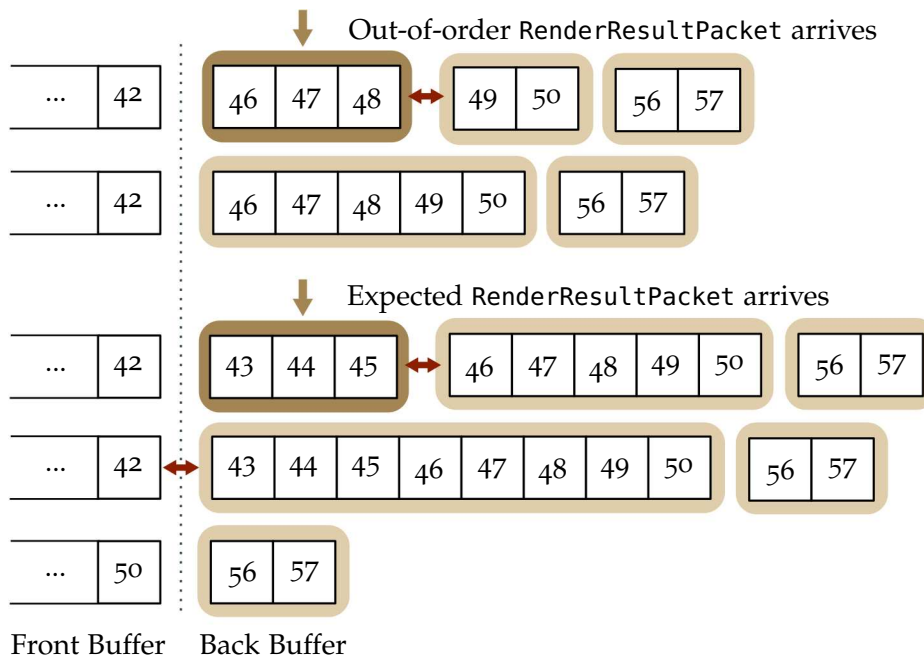 Out-of-order RenderResultPacket arrives
... 42 46 47 48 49 50 56 57
... 42 46 47 48 49 50 56 57
Expected RenderResultPacket arrives
... 42 43 44 45 46 47 48 49 50 56 57
... 42 43 44 45 46 47 48 49 50 56 57
... 50 56 57
Front Buffer Back Buffer